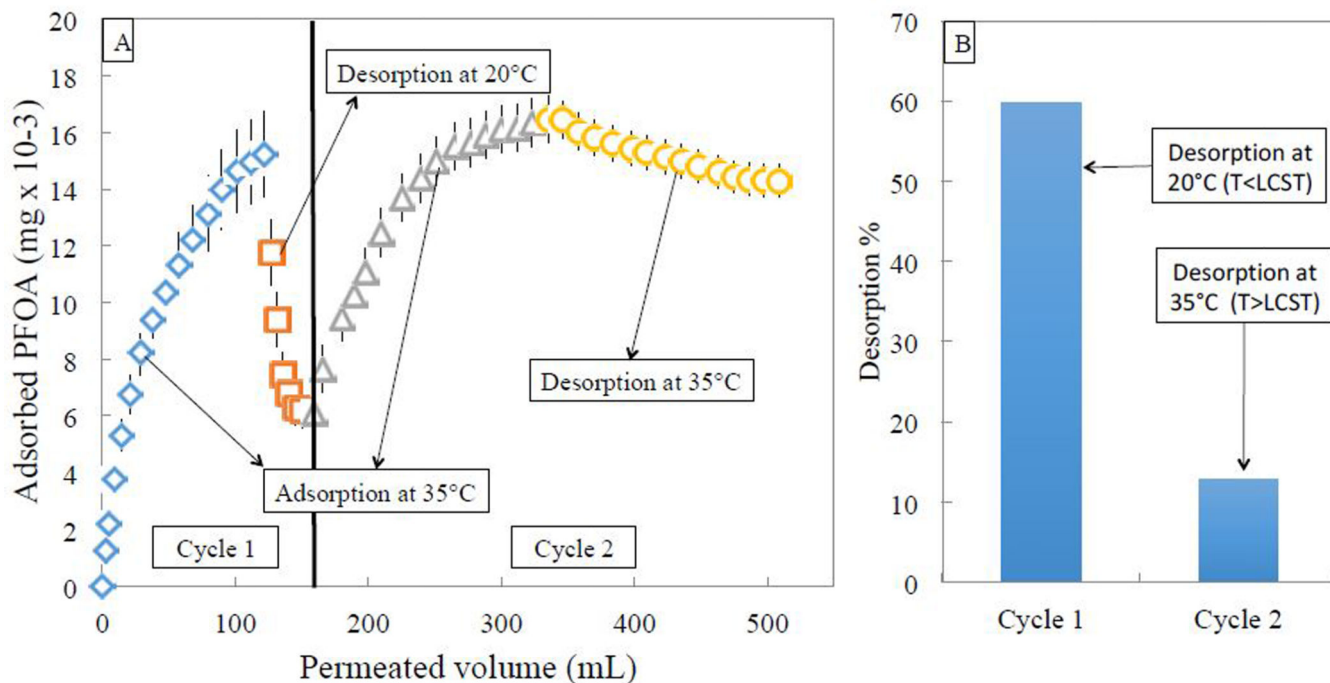 A
Adsorbed PFOA (mg x 10-3)
20
18
16
14
12
10
8
6
4
2
0
Desorption at 20°C
Desorption at 35°C
Adsorption at 35°C
Cycle 1
Cycle 2
0
100
200
300
400
500
Permeated volume (mL)
B
Desorption %
70
60
50
40
30
20
10
0
Desorption at
20°C (T<LCST)
Desorption at
35°C (T>LCST)
Cycle 1
Cycle 2